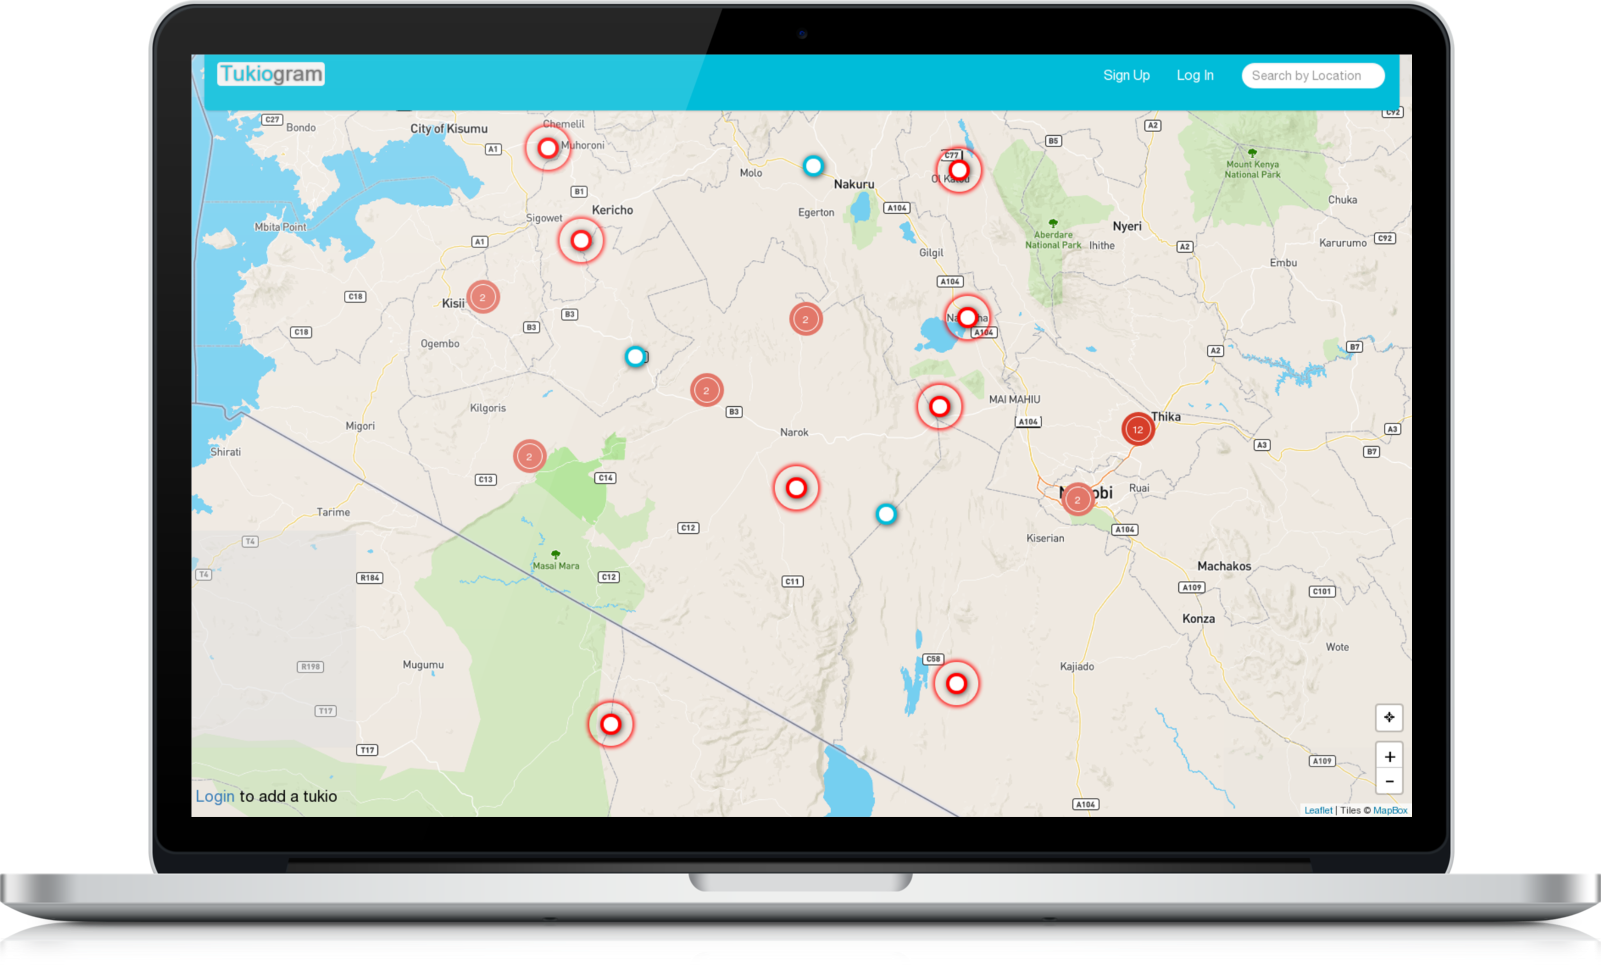 Tukiogram
Sign Up
Log In
Search by Location
C27
Bondo
City of Kisumu
A1
Chemelil
Muhoroni
Molo
Nakuru
C77
B5
A2
C92
Mount Kenya
National Park
Chuka
B1
Kericho
Sigowet
Egerton
A104
Mbita Point
A1
Aberdare
National Park
Ihithe
Nyeri
A2
Karurumo
C92
Gilgil
Embu
C18
Kisii
2
A104
C18
B3
B3
2
A104
Ogembo
A2
B7
2
B3
Kilgoris
MAI MAHIU
A104
Thika
12
Migori
Narok
A3
A3
B7
Shirati
2
C13
C14
2
Ruai
Tarime
C12
A104
Kiserian
T4
T4
R184
Masai Mara
C12
C11
Machakos
A109
C101
Konza
Wote
R198
Mugumu
C58
Kajiado
T17
T17
A109
+
−
Login to add a tukio
A104
Leaflet | Tiles © MapBox